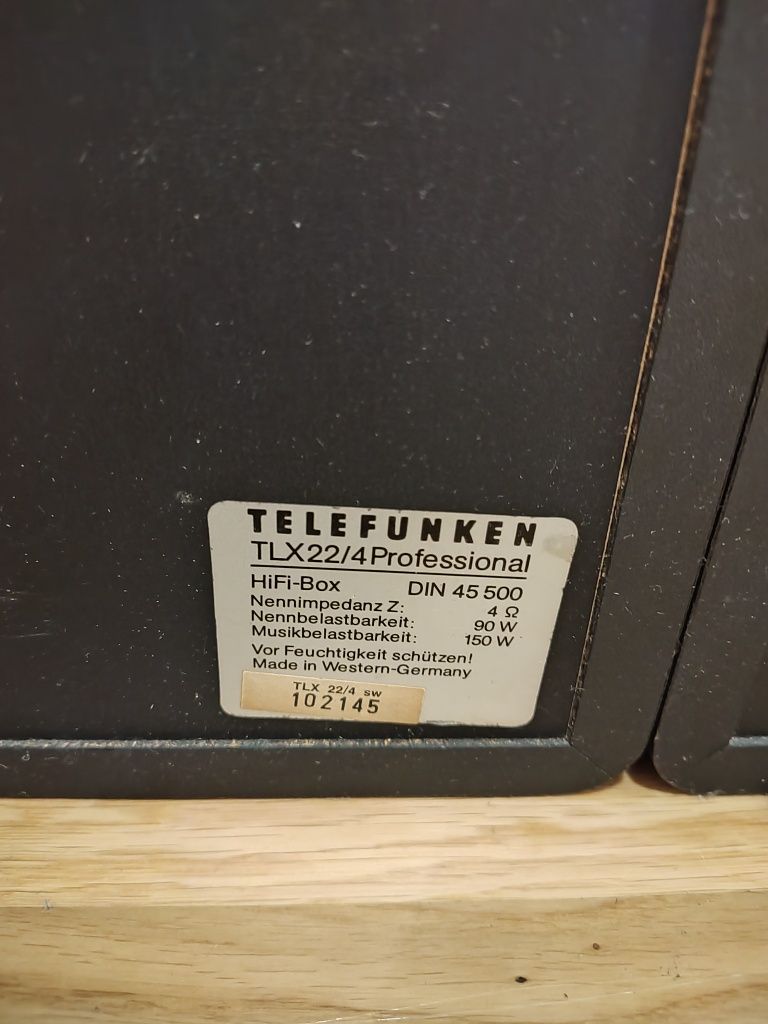 TELEFUNKEN
TLX22/4Professional
HiFi-Box DIN 45 500
Nennimpedanz Z: 4 Ω
Nennbelastbarkeit: 90 W
Musikbelastbarkeit: 150 W
Vor Feuchtigkeit schützen!
Made in Western-Germany
TLX 22/4 sw
102145